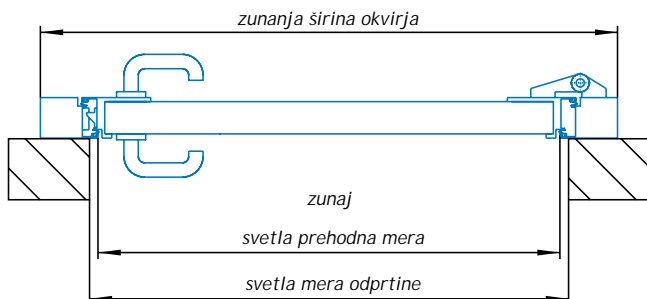 zunanja širina okvirja
zunaj
svetla prehodna mera
svetla mera odprtine